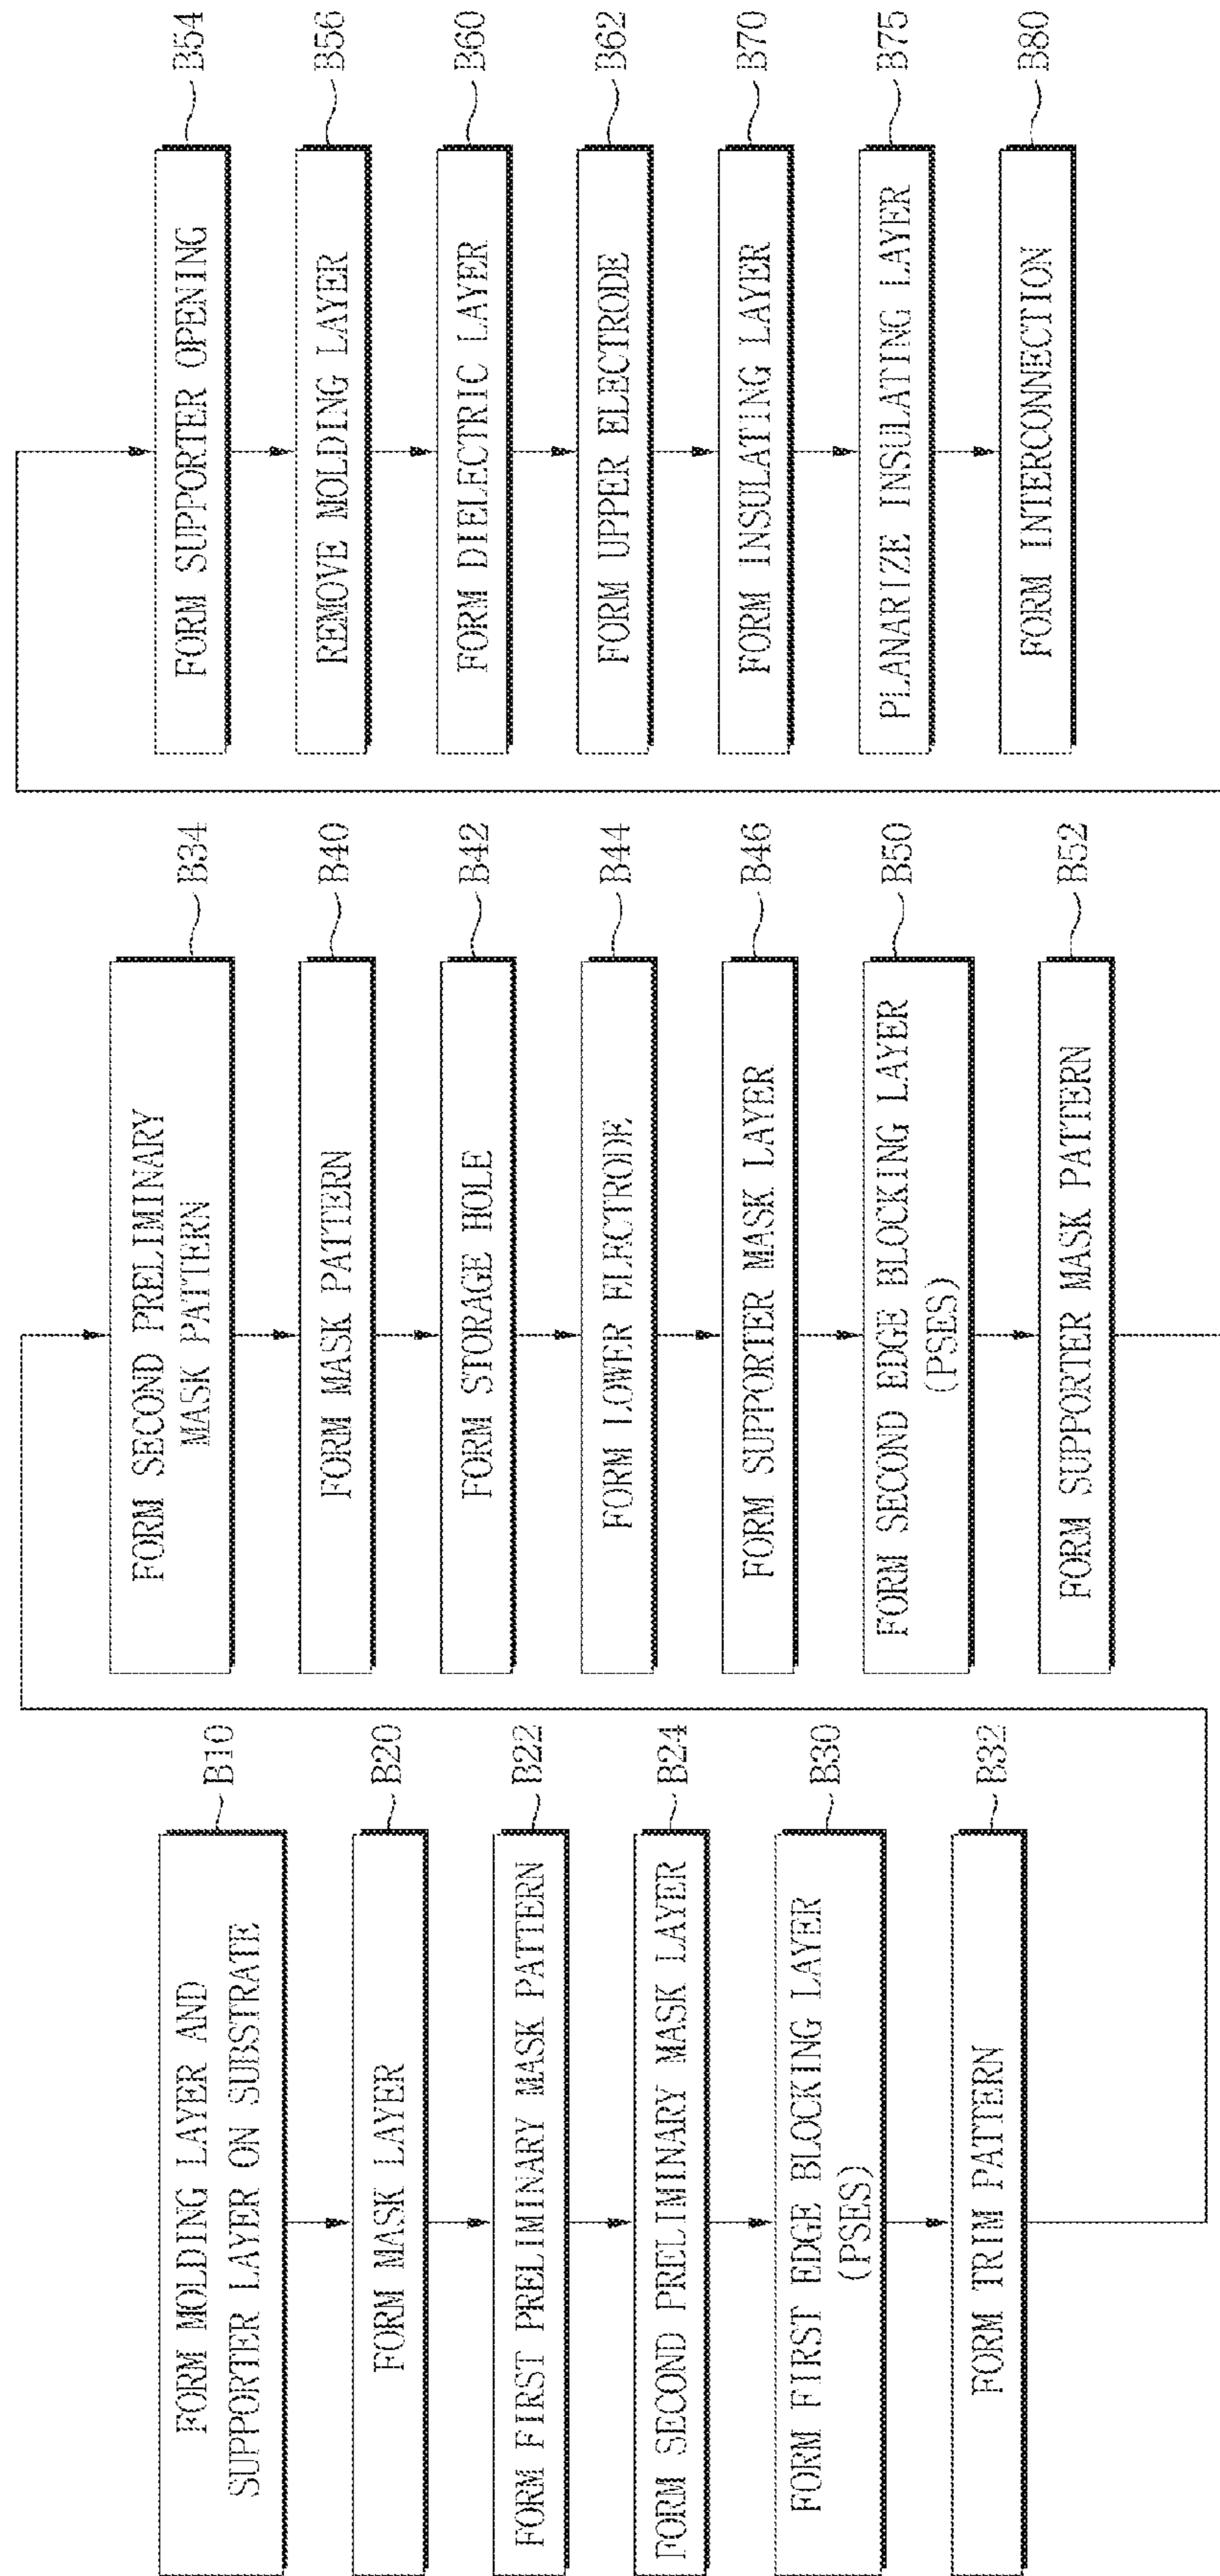 FORM MOLDING LAYER AND
SUPPORTER LAYER ON SUBSTRATE
B10
FORM MASK LAYER
B20
FORM FIRST PRELIMINARY MASK PATTERN
B22
FORM SECOND PRELIMINARY MASK LAYER
B24
FORM FIRST EDGE BLOCKING LAYER
(PSES)
B30
FORM TRIM PATTERN
B32
FORM SECOND PRELIMINARY
MASK PATTERN
B34
FORM MASK PATTERN
B40
FORM STORAGE HOLE
B42
FORM LOWER ELECTRODE
B44
FORM SUPPORTER MASK LAYER
B46
FORM SECOND EDGE BLOCKING LAYER
(PSES)
B50
FORM SUPPORTER MASK PATTERN
B52
FORM SUPPORTER OPENING
B54
REMOVE MOLDING LAYER
B56
FORM DIELECTRIC LAYER
B60
FORM UPPER ELECTRODE
B62
FORM INSULATING LAYER
B70
PLANARIZE INSULATING LAYER
B75
FORM INTERCONNECTION
B80